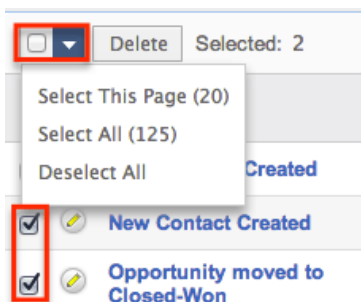 Delete Selected: 2
Select This Page (20)
Select All (125)
Deselect All
Created
New Contact Created
Opportunity moved to
Closed-Won